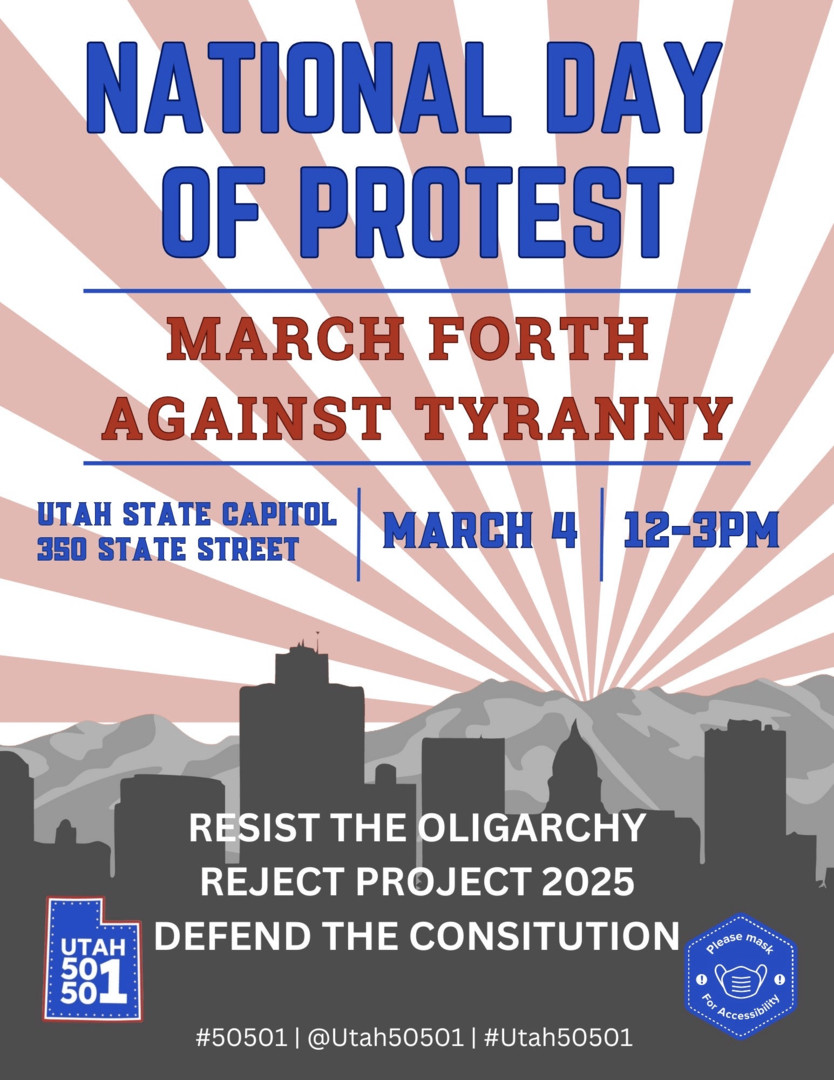 NATIONAL DAY
OF PROTEST
MARCH FORTH
AGAINST TYRANNY
UTAH STATE CAPITOL
350 STATE STREET
MARCH 4
12-3PM
RESIST THE OLIGARCHY
REJECT PROJECT 2025
DEFEND THE CONSITUTION
UTAH
50
501
Please mask
For Accessibility
#50501 | @Utah50501 | #Utah50501